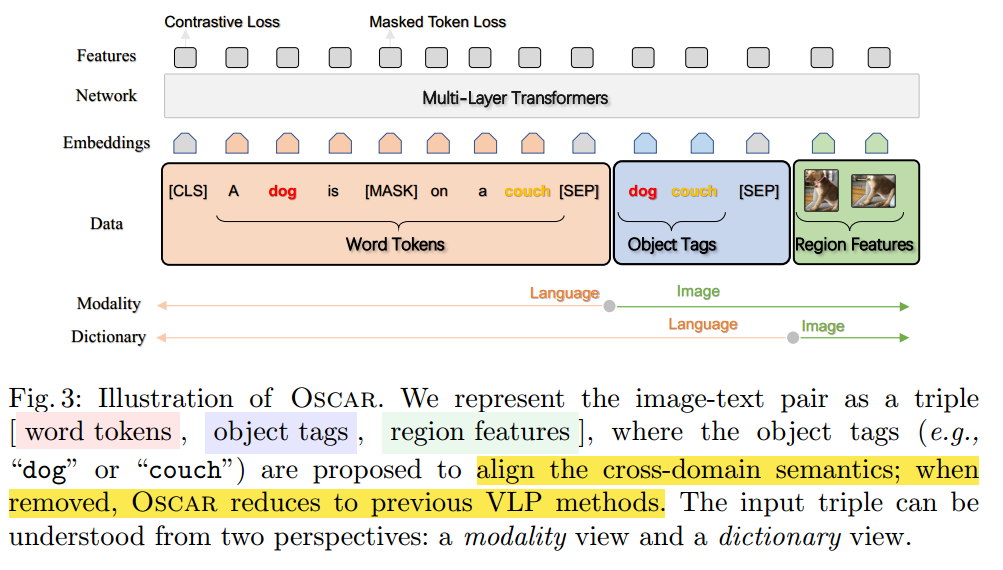 Contrastive Loss Masked Token Loss
Features
Network Multi-Layer Transformers
Embeddings
Data [CLS] A dog is [MASK] on a couch [SEP] dog couch [SEP]
Word Tokens Object Tags Region Features
Modality Language Image
Dictionary Language Image
Fig. 3: Illustration of OSCAR. We represent the image-text pair as a triple
[ word tokens , object tags , region features ], where the object tags (e.g.,
“dog” or “couch”) are proposed to align the cross-domain semantics; when
removed, OSCAR reduces to previous VLP methods. The input triple can be
understood from two perspectives: a modality view and a dictionary view.